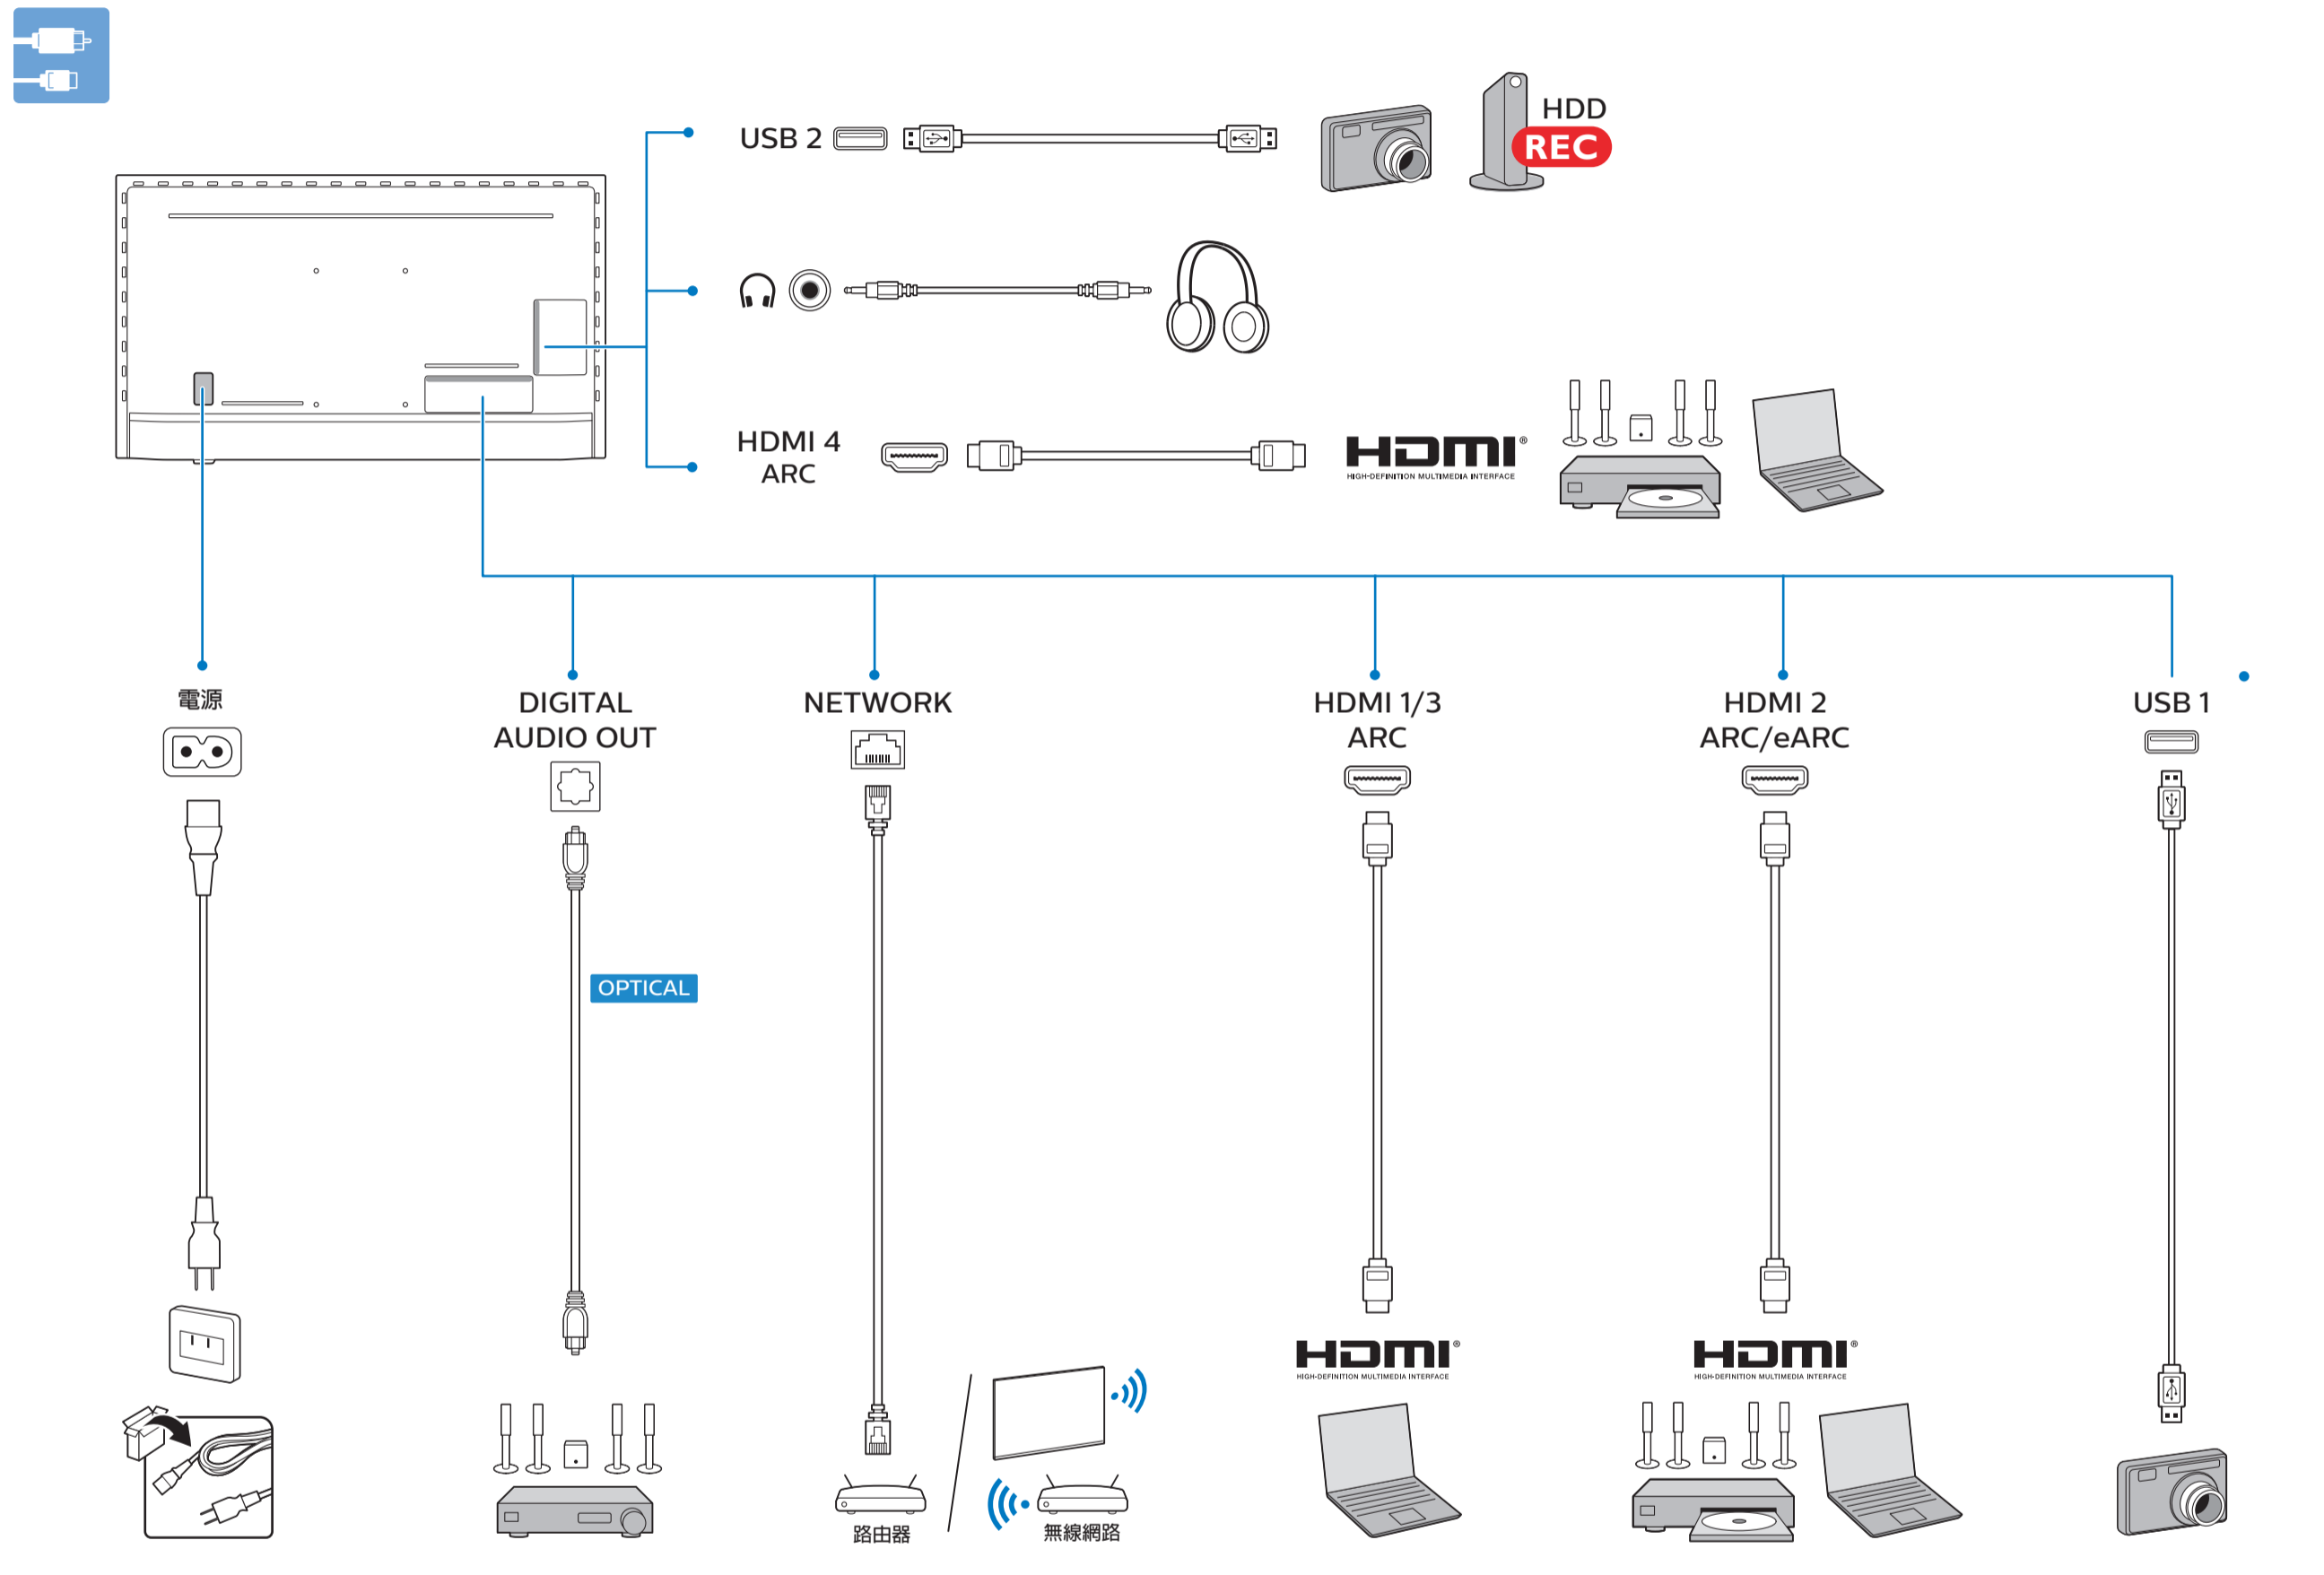 USB 2
HDD
REC
HDMI 4
ARC
HDMI®
HIGH-DEFINITION MULTIMEDIA INTERFACE
電源
DIGITAL
AUDIO OUT
NETWORK
HDMI 1/3
ARC
HDMI 2
ARC/eARC
USB 1
OPTICAL
HDMI®
HIGH-DEFINITION MULTIMEDIA INTERFACE
HDMI®
HIGH-DEFINITION MULTIMEDIA INTERFACE
路由器
無線網路